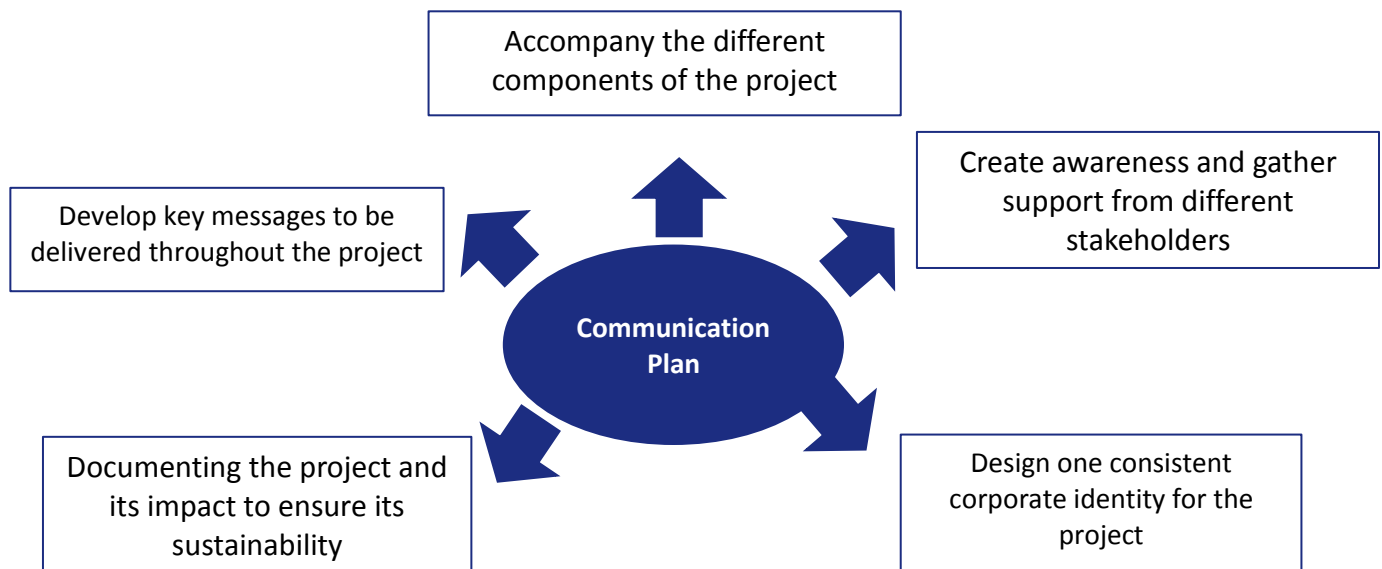 Accompany the different
components of the project
Create awareness and gather
support from different
stakeholders
Develop key messages to be
delivered throughout the project
Communication
Plan
Documenting the project and
its impact to ensure its
sustainability
Design one consistent
corporate identity for the
project